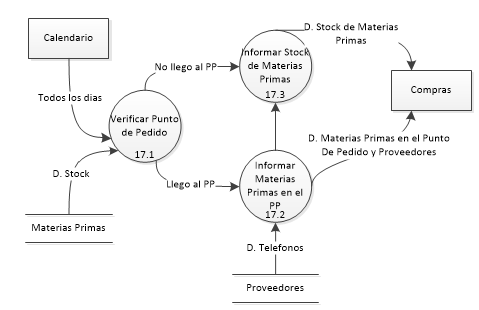 Calendario
Todos los dias
Verificar Punto
de Pedido
17.1
D. Stock
Materias Primas
No llego al PP
Llego al PP
Informar Stock
de Materias
Primas
17.3
D. Stock de Materias
Primas
Compras
D. Materias Primas en el Punto
De Pedido y Proveedores
Informar
Materias
Primas en el
PP
17.2
D. Telefonos
Proveedores